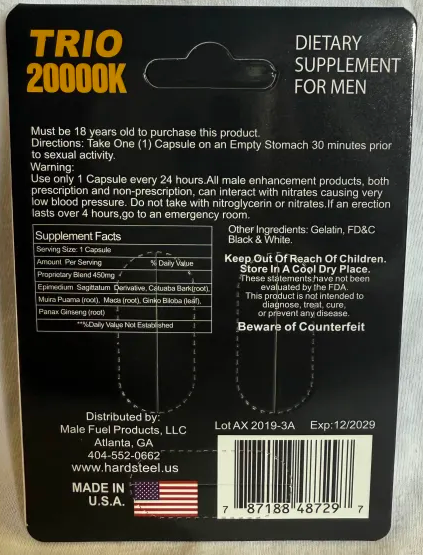 TRIO
20000K
DIETARY
SUPPLEMENT
FOR MEN
Must be 18 years old to purchase this product.
Directions: Take One (1) Capsule on an Empty Stomach 30 minutes prior
to sexual activity.
Warning:
Use only 1 Capsule every 24 hours.All male enhancement products, both
prescription and non-prescription, can interact with nitrates causing very
low blood pressure. Do not take with nitroglycerin or nitrates.If an erection
lasts over 4 hours,go to an emergency room.
Supplement Facts
Serving Size: 1 Capsule
Amount Per Serving % Daily Value
Proprietary Blend 450mg
Epimedium Sagittatum Derivative, Catuaba Bark(root),
Muira Puama (root), Mada (root), Ginko Biloba (leaf),
Panax Ginseng (root)
**%Daily Value Not Established
Other Ingredients: Gelatin, FD&C
Black & White.
Keep Out Of Reach Of Children.
Store In A Cool Dry Place.
These statements have not been
evaluated by the FDA.
This product is not intended to
diagnose, treat, cure,
or prevent any disease.
Beware of Counterfeit
Distributed by:
Male Fuel Products, LLC
Atlanta, GA
404-552-0662
www.hardsteel.us
MADE IN
U.S.A.
Lot AX 2019-3A Exp:12/2029
7 87188 48729 7